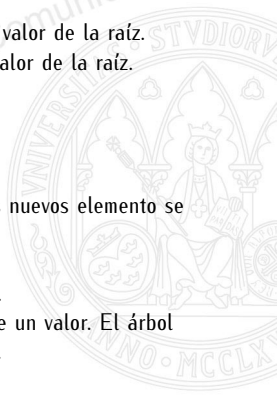 valor de la raíz.
alor de la raíz.
nuevos elemento se
e un valor. El árbol